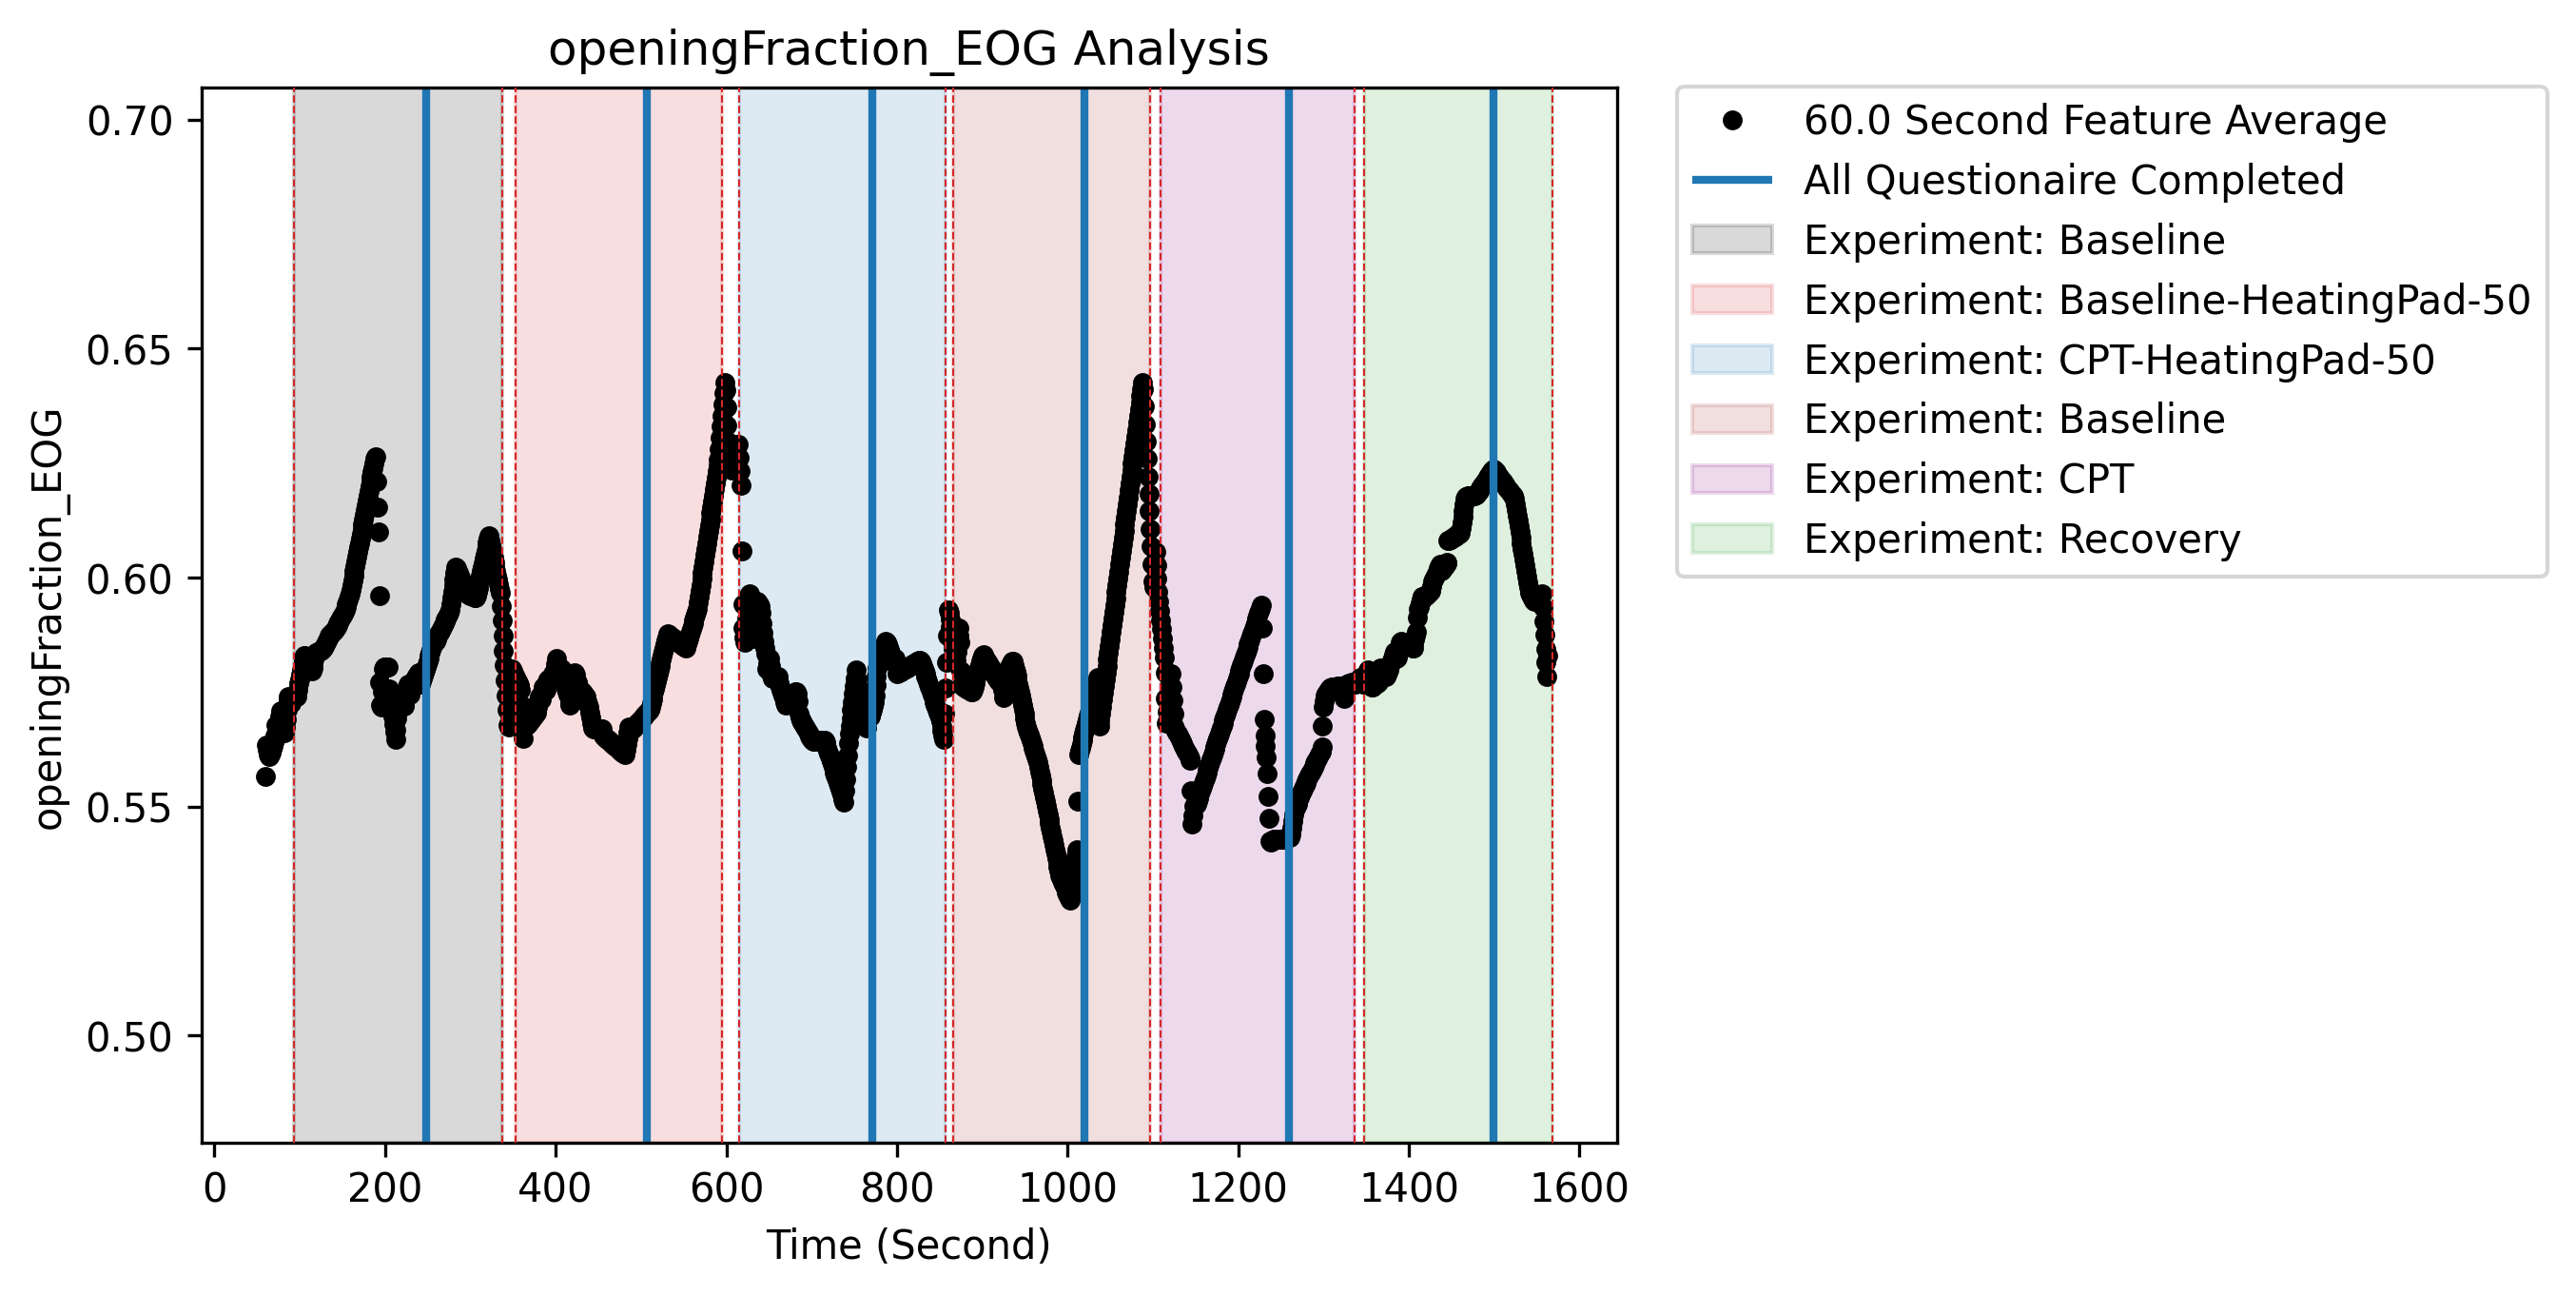 openingFraction_EOG Analysis
0.70
0.65
0.60
0.55
0.50
openingFraction_EOG
0 200 400 600 800 1000 1200 1400 1600
Time (Second)
60.0 Second Feature Average
All Questionaire Completed
Experiment: Baseline
Experiment: Baseline-HeatingPad-50
Experiment: CPT-HeatingPad-50
Experiment: Baseline
Experiment: CPT
Experiment: Recovery